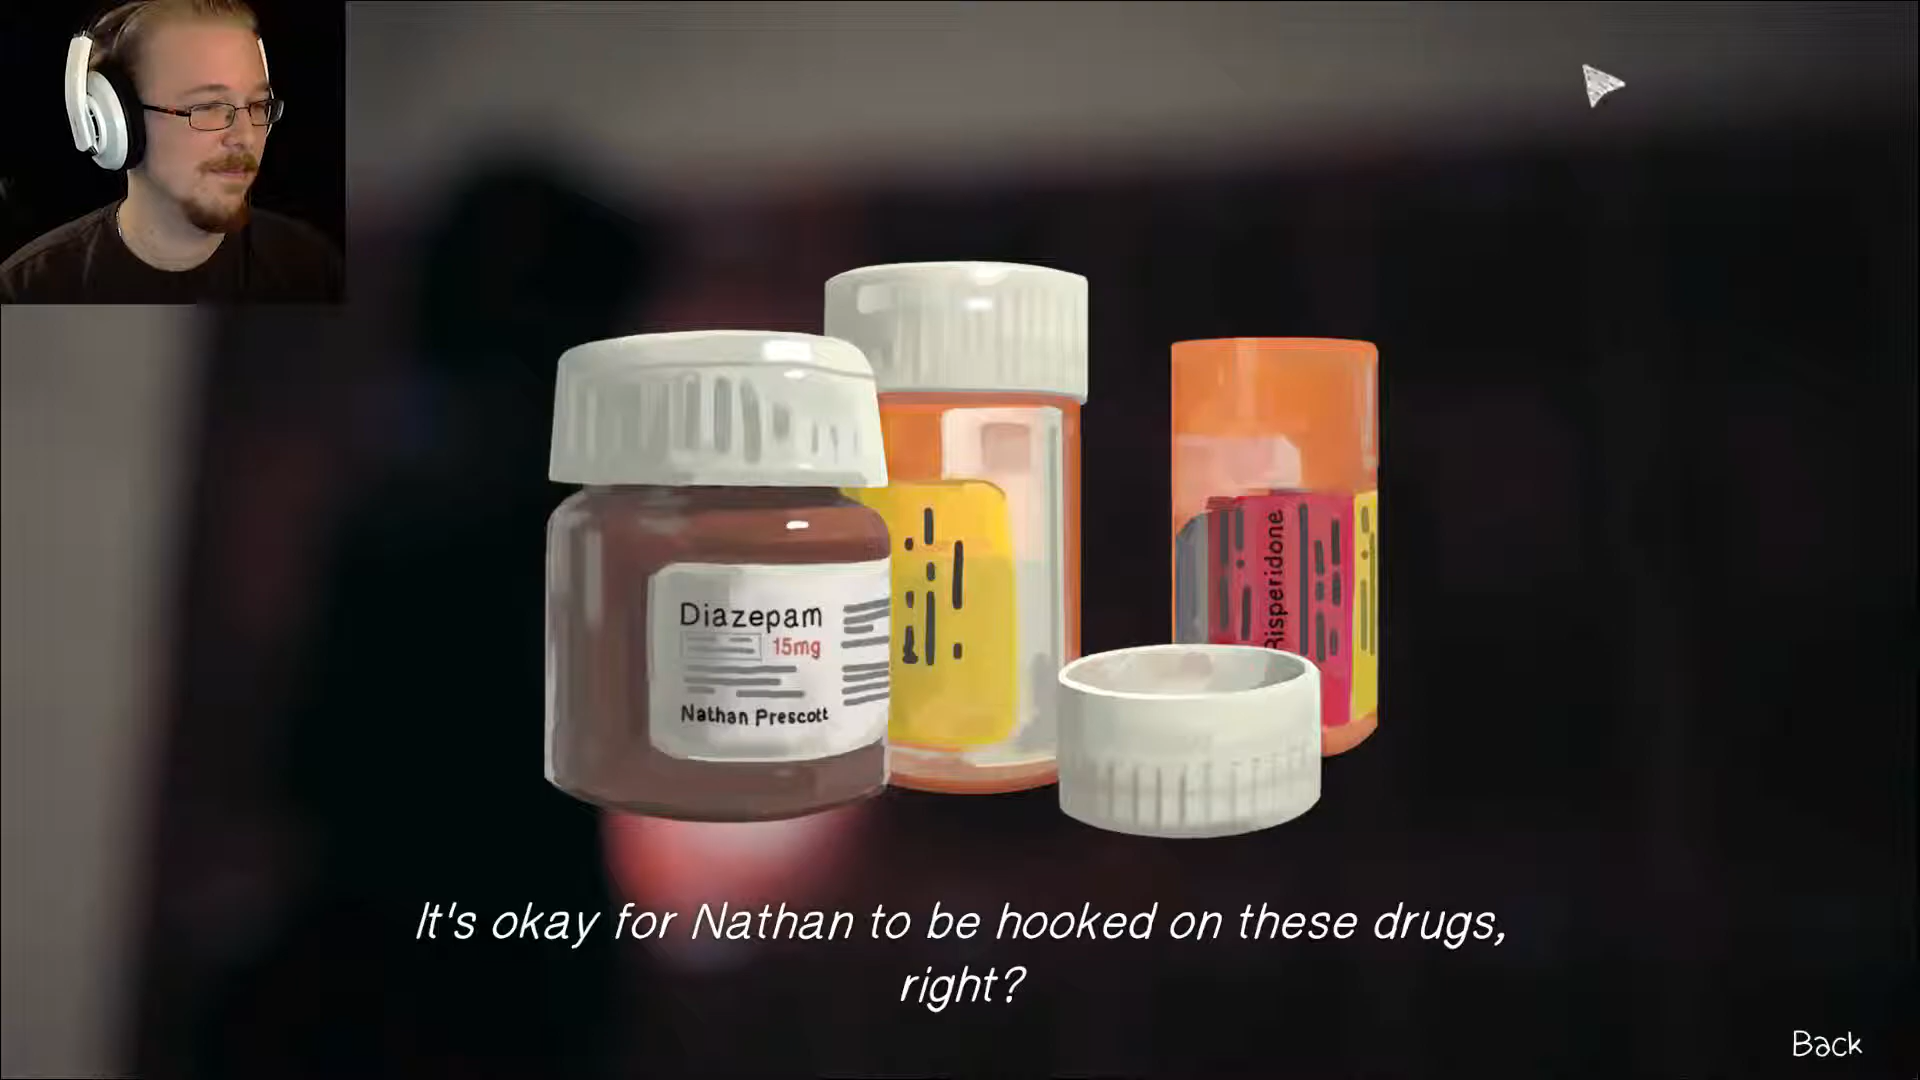 Diazepam
15mg
Nathan Prescott
Risperidone
It's okay for Nathan to be hooked on these drugs,
right?
Back